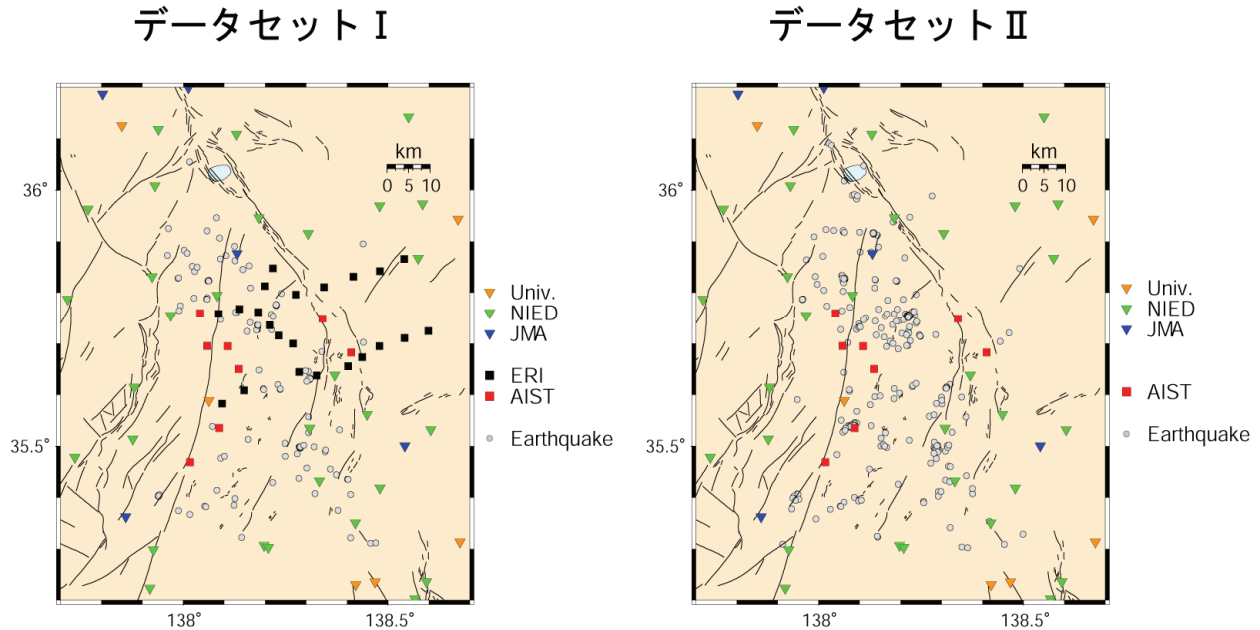 データセットⅠ
データセットⅡ
km
0 5 10
36°
35.5°
138°
138.5°
Univ.
NIED
JMA
ERI
AIST
Earthquake
km
0 5 10
36°
35.5°
138°
138.5°
Univ.
NIED
JMA
AIST
Earthquake